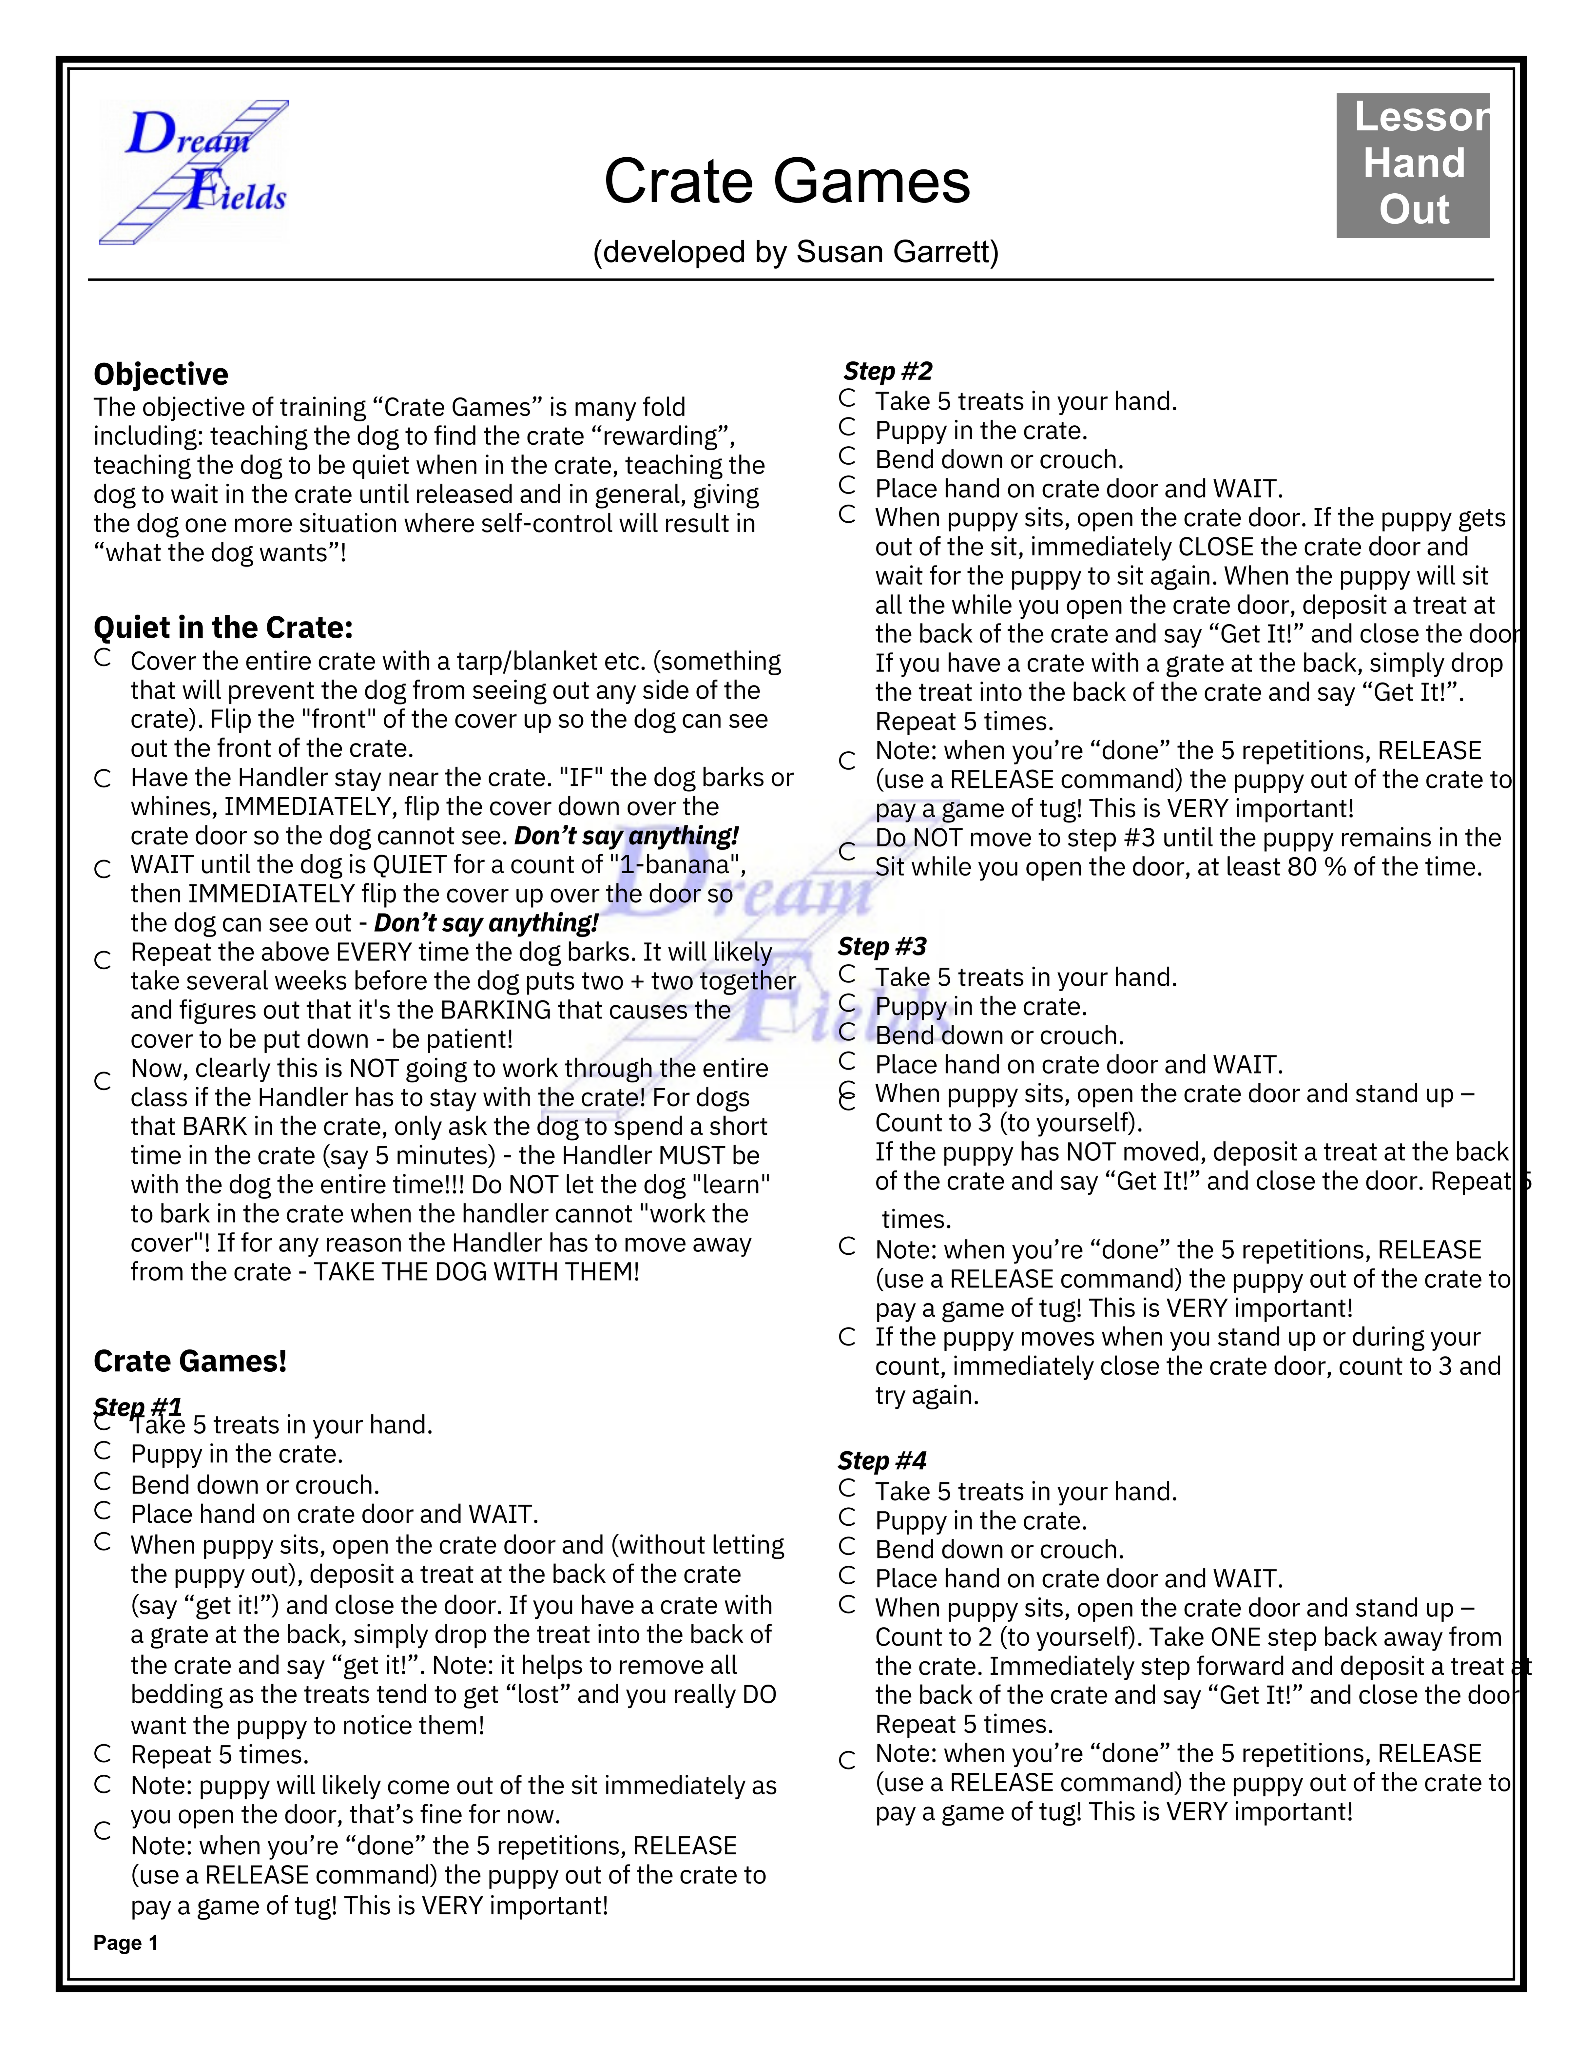 Dream
Fields
Crate Games
(developed by Susan Garrett)
Lesson
Hand
Out
Objective
The objective of training “Crate Games” is many fold
including: teaching the dog to find the crate “rewarding”,
teaching the dog to be quiet when in the crate, teaching the
dog to wait in the crate until released and in general, giving
the dog one more situation where self-control will result in
“what the dog wants”!
Quiet in the Crate:
C Cover the entire crate with a tarp/blanket etc. (something
that will prevent the dog from seeing out any side of the
crate). Flip the "front" of the cover up so the dog can see
out the front of the crate.
C Have the Handler stay near the crate. "IF" the dog barks or
whines, IMMEDIATELY, flip the cover down over the
crate door so the dog cannot see. Don’t say anything!
C WAIT until the dog is QUIET for a count of "1-banana",
then IMMEDIATELY flip the cover up over the door so
the dog can see out - Don’t say anything!
C Repeat the above EVERY time the dog barks. It will likely
take several weeks before the dog puts two + two together
and figures out that it's the BARKING that causes the
cover to be put down - be patient!
C Now, clearly this is NOT going to work through the entire
class if the Handler has to stay with the crate! For dogs
that BARK in the crate, only ask the dog to spend a short
time in the crate (say 5 minutes) - the Handler MUST be
with the dog the entire time!!! Do NOT let the dog "learn"
to bark in the crate when the handler cannot "work the
cover"! If for any reason the Handler has to move away
from the crate - TAKE THE DOG WITH THEM!
Crate Games!
Step #1
C Take 5 treats in your hand.
C Puppy in the crate.
C Bend down or crouch.
C Place hand on crate door and WAIT.
C When puppy sits, open the crate door and (without letting
the puppy out), deposit a treat at the back of the crate
(say “get it!”) and close the door. If you have a crate with
a grate at the back, simply drop the treat into the back of
the crate and say “get it!”. Note: it helps to remove all
bedding as the treats tend to get “lost” and you really DO
want the puppy to notice them!
C Repeat 5 times.
C Note: puppy will likely come out of the sit immediately as
you open the door, that’s fine for now.
C Note: when you’re “done” the 5 repetitions, RELEASE
(use a RELEASE command) the puppy out of the crate to
pay a game of tug! This is VERY important!
Page 1
Step #2
C Take 5 treats in your hand.
C Puppy in the crate.
C Bend down or crouch.
C Place hand on crate door and WAIT.
C When puppy sits, open the crate door. If the puppy gets
out of the sit, immediately CLOSE the crate door and
wait for the puppy to sit again. When the puppy will sit
all the while you open the crate door, deposit a treat at
the back of the crate and say “Get It!” and close the door
If you have a crate with a grate at the back, simply drop
the treat into the back of the crate and say “Get It!”.
Repeat 5 times.
C Note: when you’re “done” the 5 repetitions, RELEASE
(use a RELEASE command) the puppy out of the crate to
pay a game of tug! This is VERY important!
C Do NOT move to step #3 until the puppy remains in the
Sit while you open the door, at least 80 % of the time.
Dream
Fields
Step #3
C Take 5 treats in your hand.
C Puppy in the crate.
C Bend down or crouch.
C Place hand on crate door and WAIT.
C When puppy sits, open the crate door and stand up –
C Count to 3 (to yourself).
If the puppy has NOT moved, deposit a treat at the back
of the crate and say “Get It!” and close the door. Repeat 5
times.
C Note: when you’re “done” the 5 repetitions, RELEASE
(use a RELEASE command) the puppy out of the crate to
pay a game of tug! This is VERY important!
C If the puppy moves when you stand up or during your
count, immediately close the crate door, count to 3 and
try again.
Step #4
C Take 5 treats in your hand.
C Puppy in the crate.
C Bend down or crouch.
C Place hand on crate door and WAIT.
C When puppy sits, open the crate door and stand up –
Count to 2 (to yourself). Take ONE step back away from
the crate. Immediately step forward and deposit a treat at
the back of the crate and say “Get It!” and close the door
Repeat 5 times.
C Note: when you’re “done” the 5 repetitions, RELEASE
(use a RELEASE command) the puppy out of the crate to
pay a game of tug! This is VERY important!